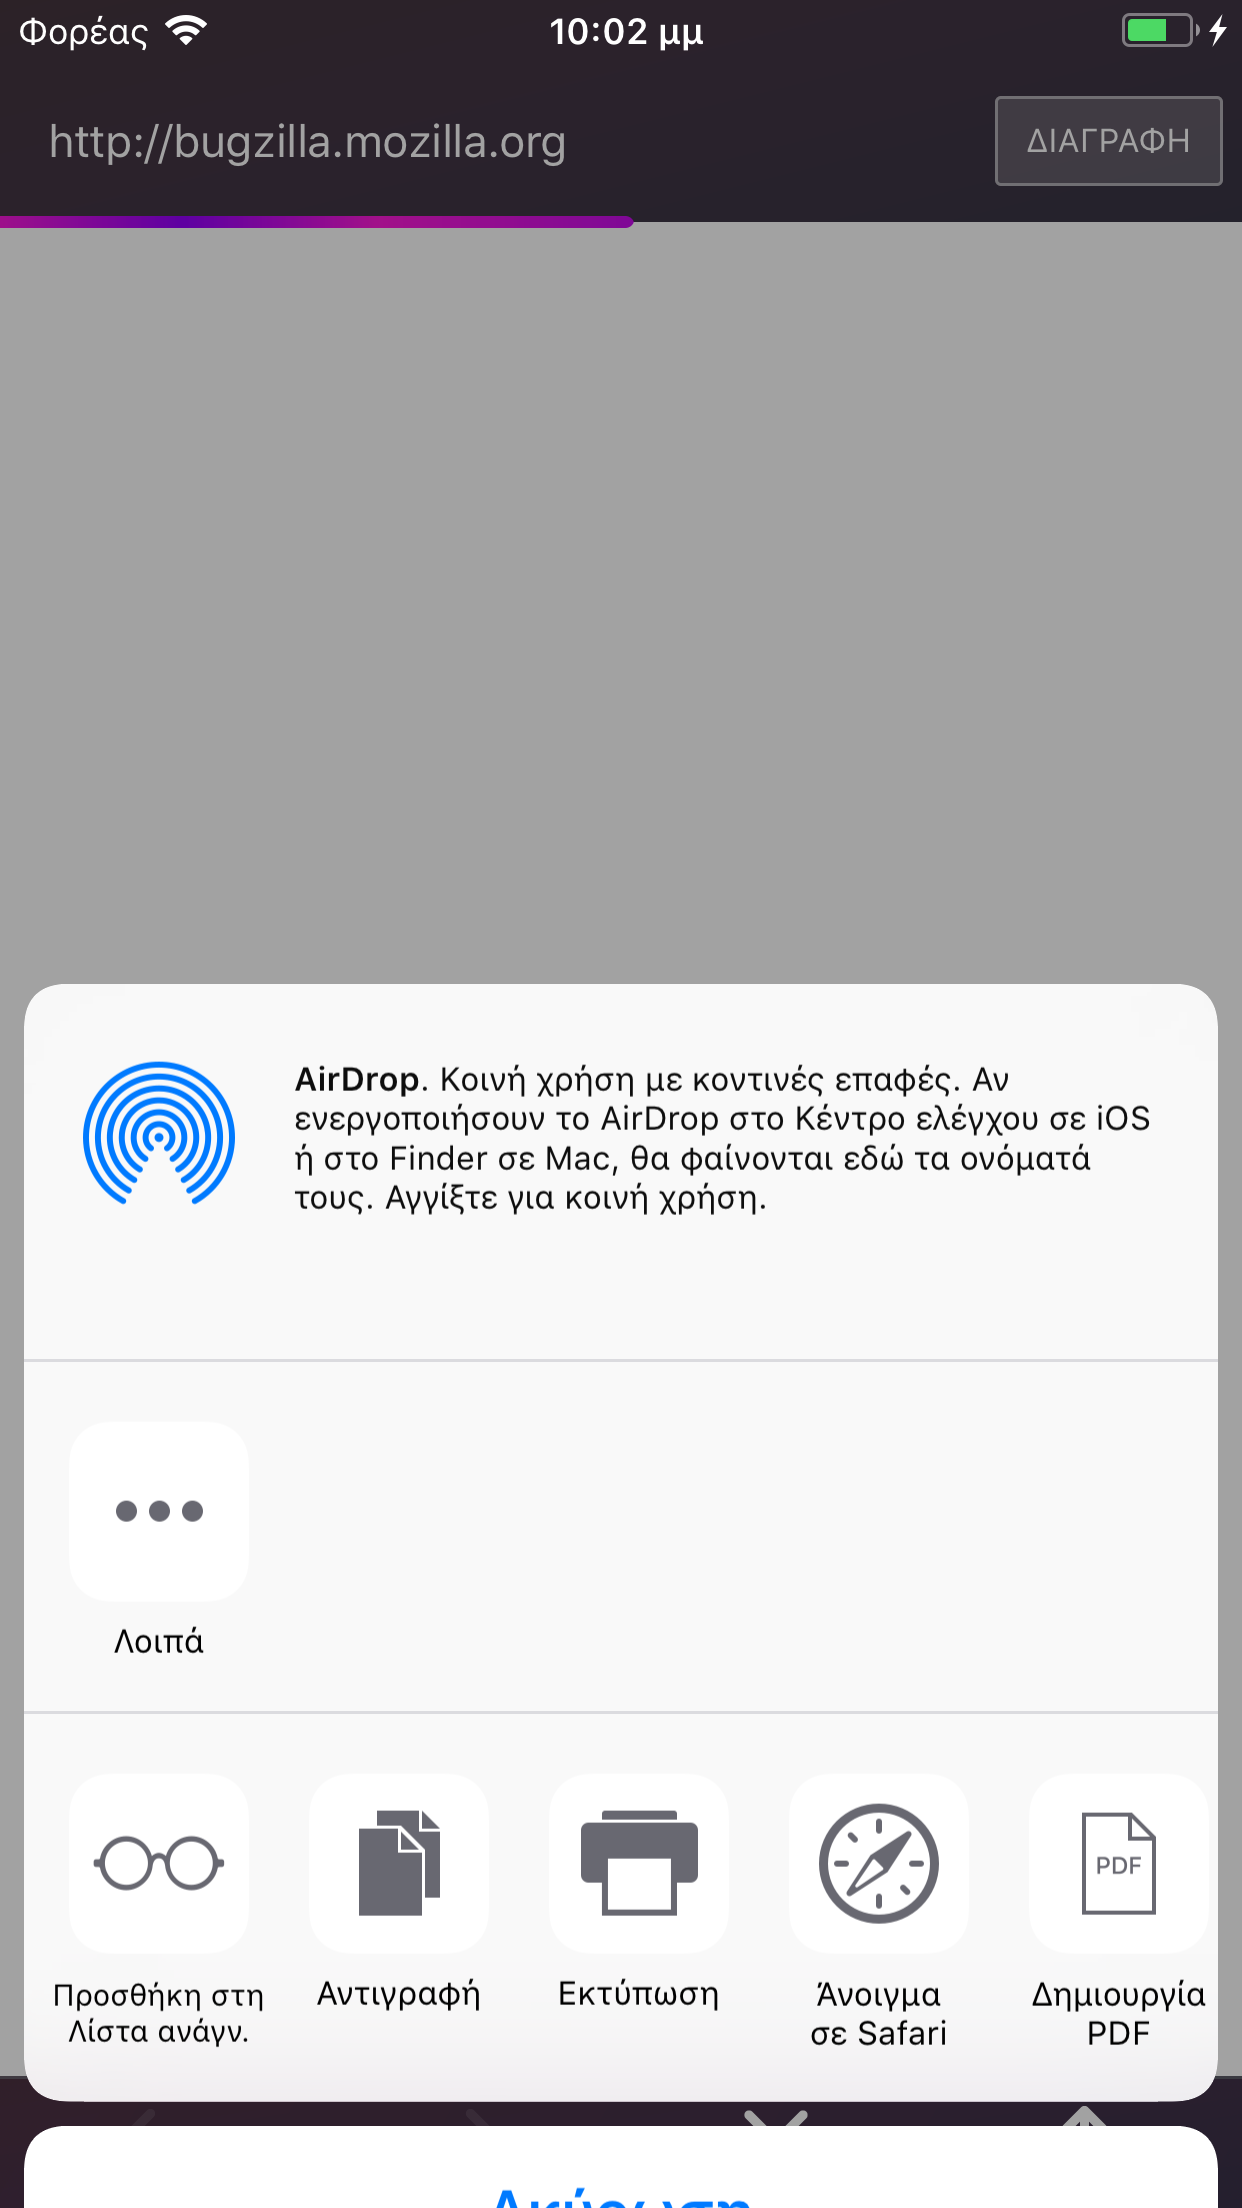 Φορέας
10:02 μμ
http://bugzilla.mozilla.org
ΔΙΑΓΡΑΦΗ
AirDrop. Κοινή χρήση με κοντινές επαφές. Αν
ενεργοποιήσουν το AirDrop στο Κέντρο ελέγχου σε iOS
ή στο Finder σε Mac, θα φαίνονται εδώ τα ονόματά
τους. Αγγίξτε για κοινή χρήση.
Λοιπά
Προσθήκη στη
Λίστα ανάγν.
Αντιγραφή
Εκτύπωση
Άνοιγμα
σε Safari
PDF
Δημιουργία
PDF
Ακύρωση